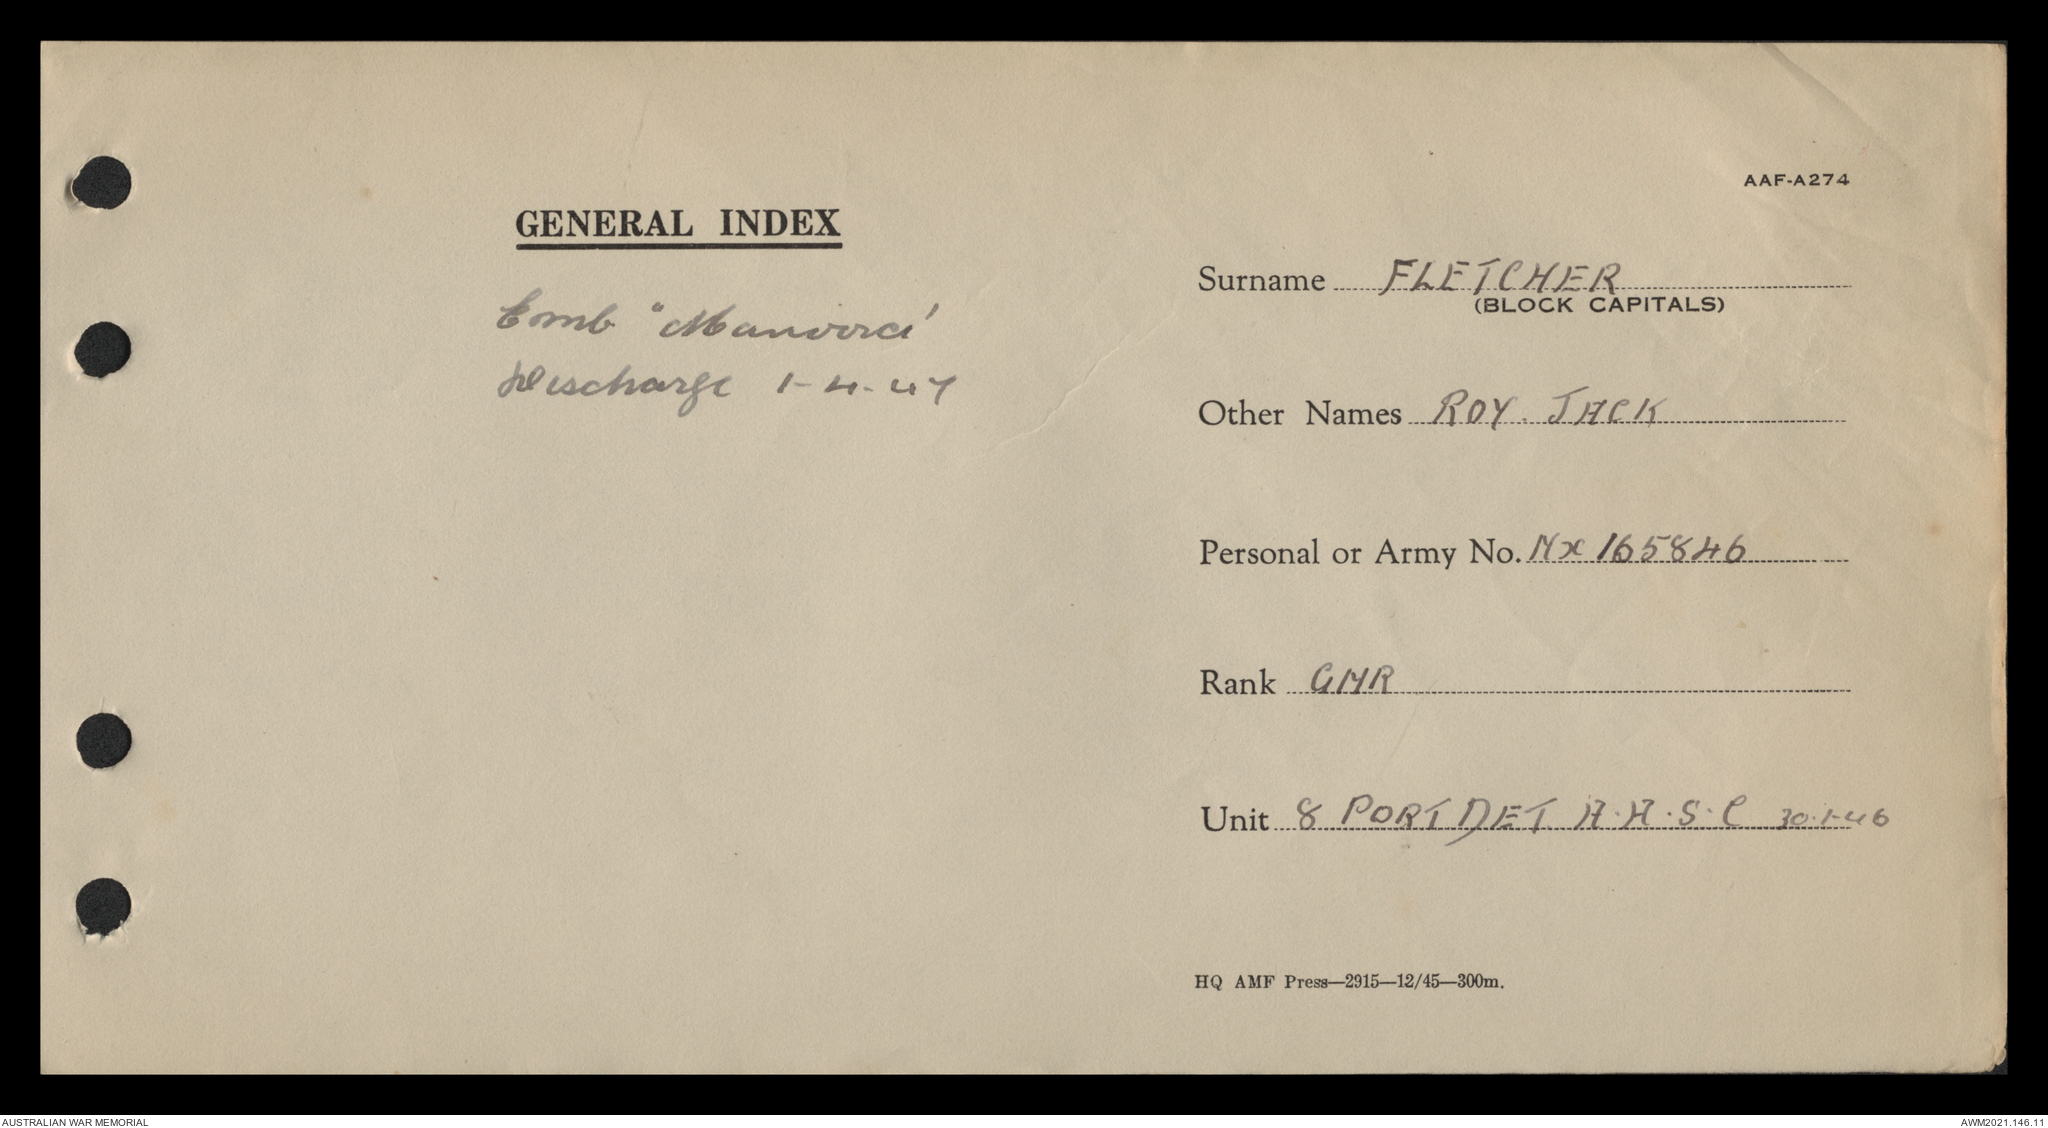 AAF-A274
GENERAL INDEX
Emb "Manoora"
Discharge 1-4-47
Surname FLETCHER
(BLOCK CAPITALS)
Other Names ROY. JACK
Personal or Army No. NX 165846
Rank GNR
Unit 8 PORT DET A.A.S.C 30.1-46
HQ AMF Press—2915—12/45—300m.
AUSTRALIAN WAR MEMORIAL
AWM2021.146.11